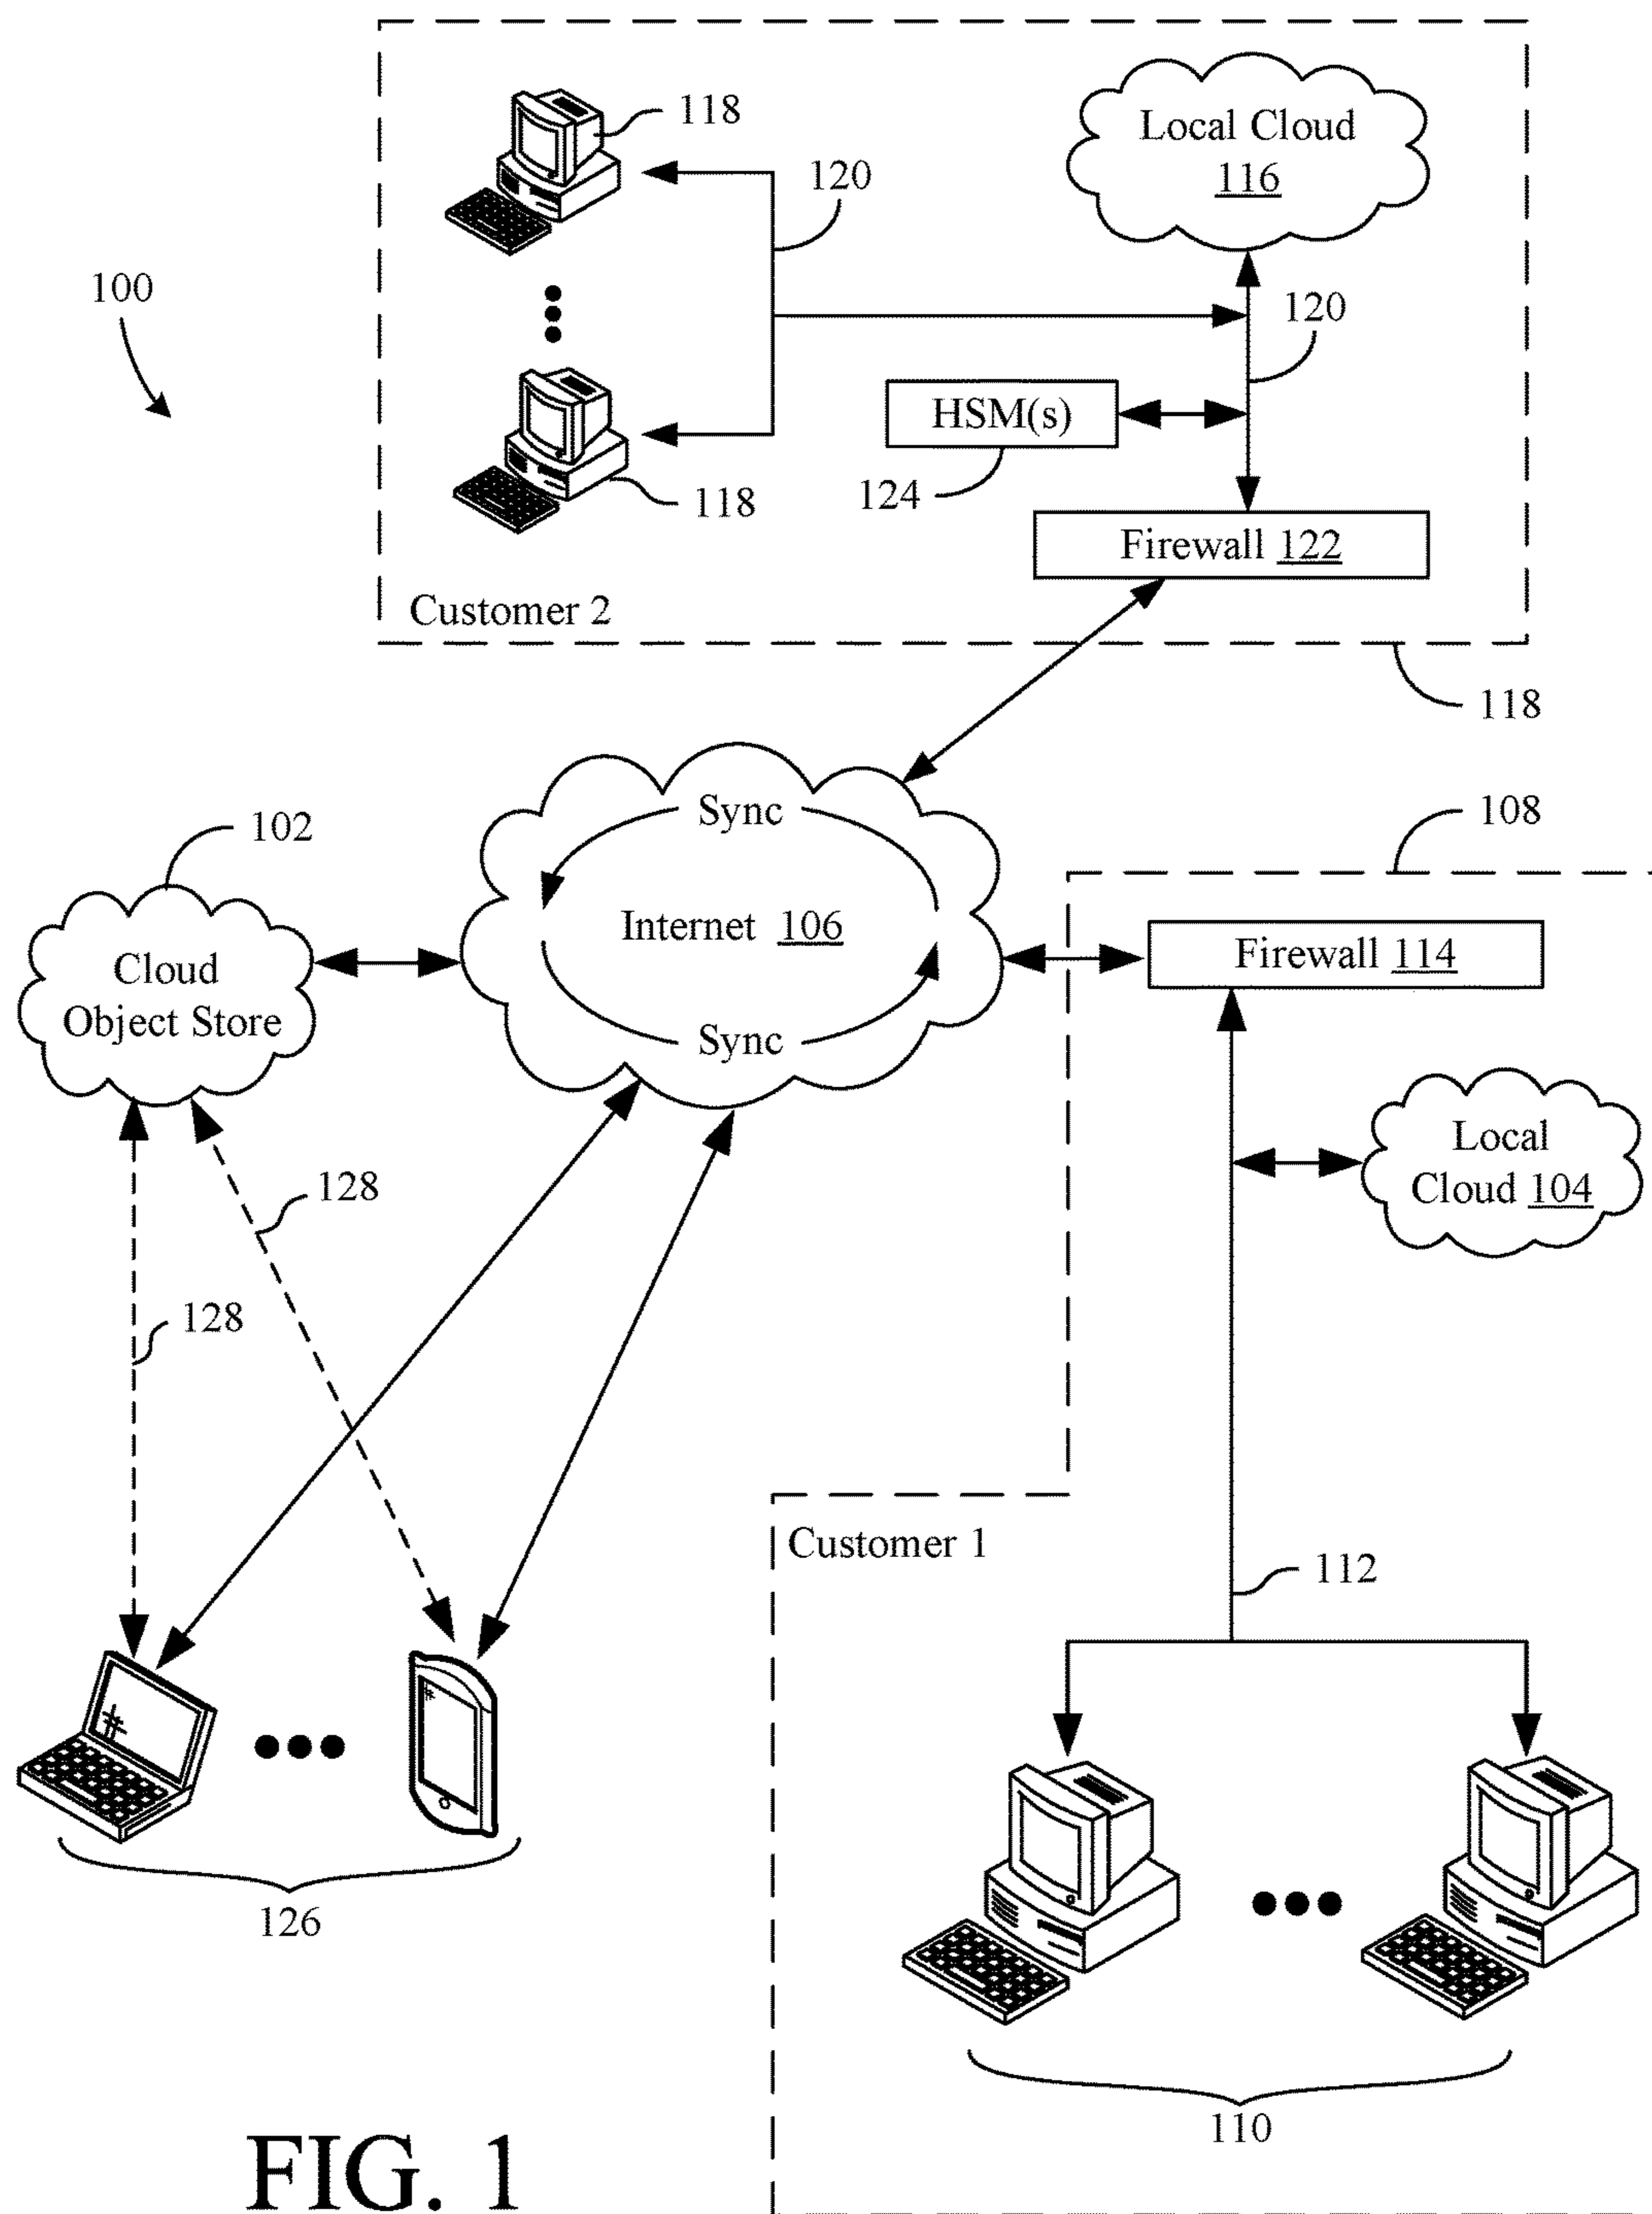 118
Local Cloud
116
120
100
120
HSM(s)
124
118
Firewall 122
Customer 2
118
Sync
108
102
Internet 106
Firewall 114
Cloud
Object Store
Sync
Local
Cloud 104
128
128
Customer 1
112
126
110
FIG. 1